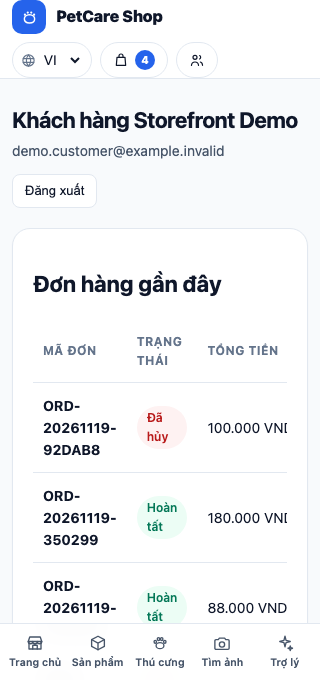 PetCare Shop
VI
4
Khách hàng Storefront Demo
demo.customer@example.invalid
Đăng xuất
Đơn hàng gần đây
MÃ ĐƠN
TRẠNG
THÁI
TỔNG TIỀN
ORD-
20261119-
92DAB8
Đã
hủy
100.000 VND
ORD-
20261119-
350299
Hoàn
tất
180.000 VND
ORD-
20261119-
Hoàn
tất
88.000 VND
Trang chủ
Sản phẩm
Thú cưng
Tìm ảnh
Trợ lý